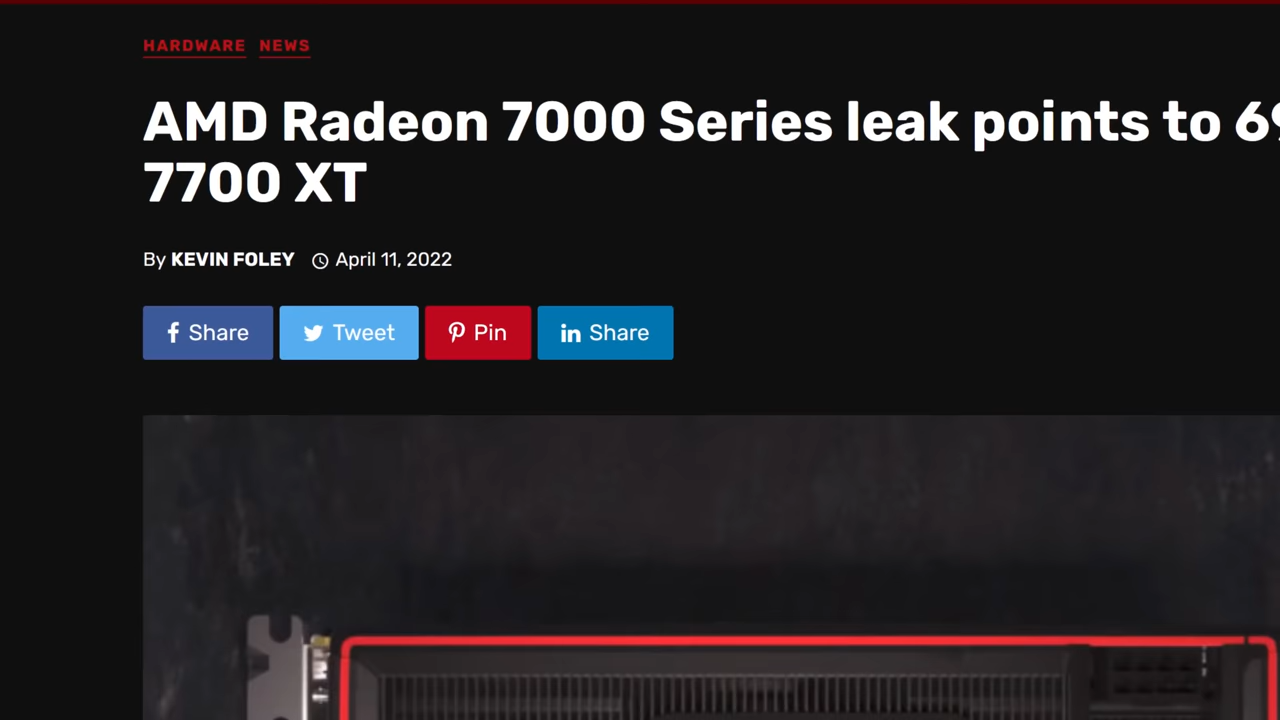 HARDWARE NEWS
AMD Radeon 7000 Series leak points to
7700 XT
By KEVIN FOLEY April 11, 2022
Share Tweet Pin in Share